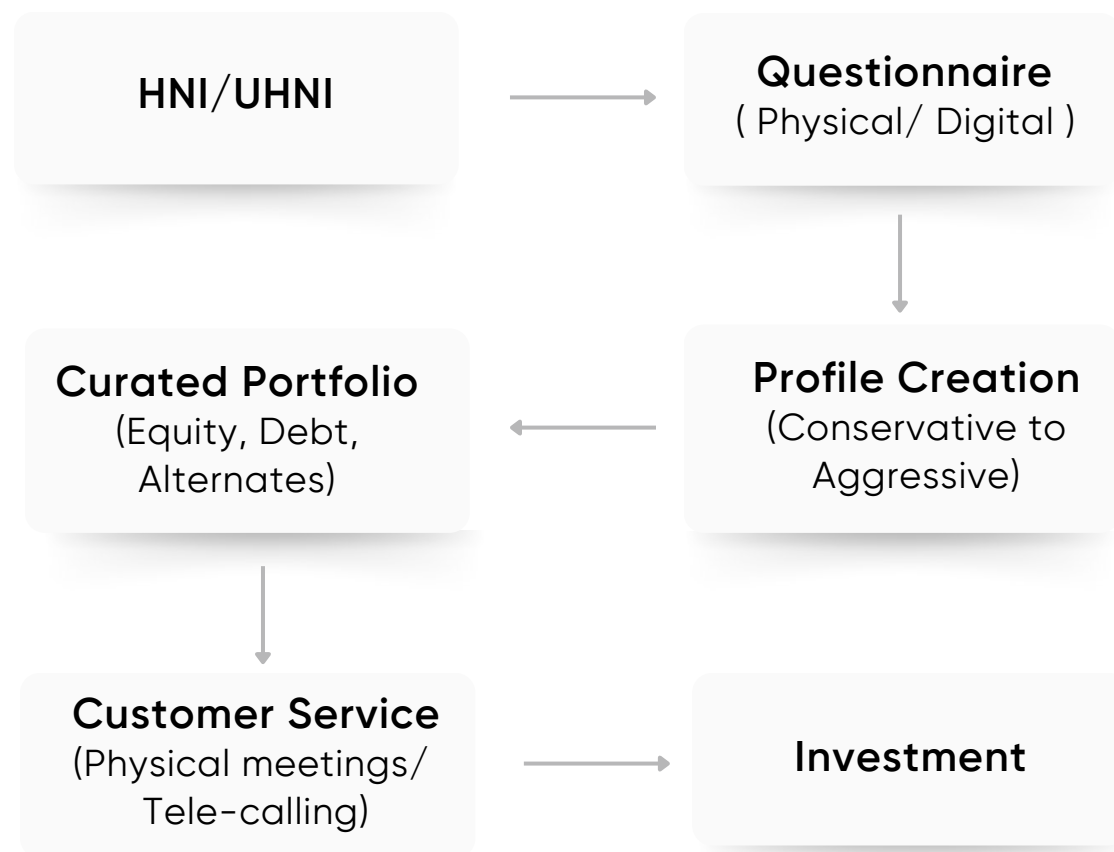 HNI/UHNI
Questionnaire
( Physical/ Digital )
Curated Portfolio
(Equity, Debt,
Alternates)
Profile Creation
(Conservative to
Aggressive)
Customer Service
(Physical meetings/
Tele-calling)
Investment